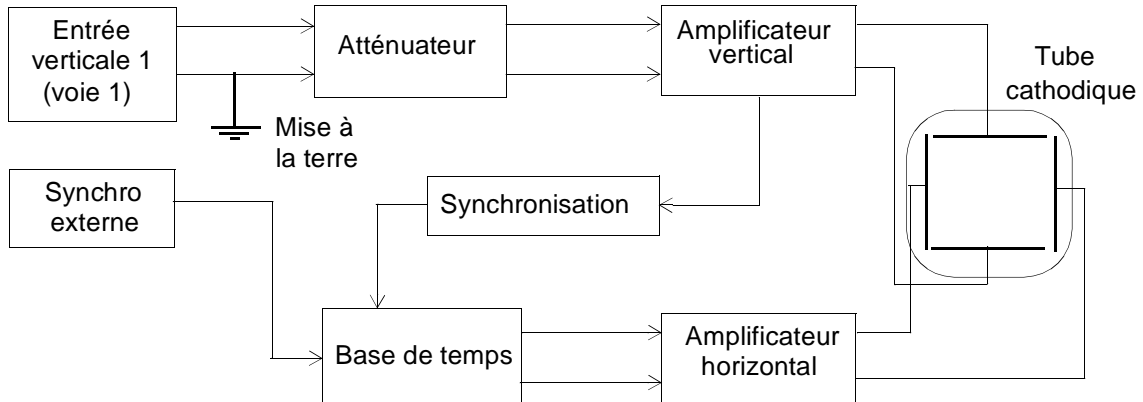 Entrée
verticale 1
(voie 1)
Atténuateur
Amplificateur
vertical
Tube
cathodique
Mise à
la terre
Synchro
externe
Synchronisation
Base de temps
Amplificateur
horizontal